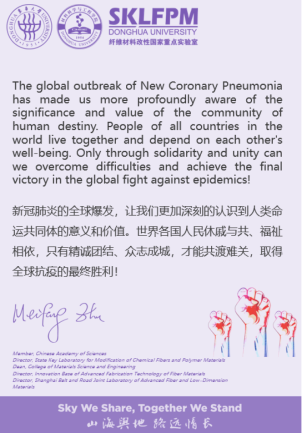 SKLFPM
DONGHUA UNIVERSITY
纤维材料改性国家重点实验室
The global outbreak of New Coronary Pneumonia
has made us more profoundly aware of the
significance and value of the community of
human destiny. People of all countries in the
world live together and depend on each other's
well-being. Only through solidarity and unity can
we overcome difficulties and achieve the final
victory in the global fight against epidemics!
新冠肺炎的全球爆发，让我们更加深刻的认识到人类命
运共同体的意义和价值。世界各国人民休戚与共、福祉
相依，只有精诚团结、众志成城，才能共渡难关，取得
全球抗疫的最终胜利！
Meifang Zhu
Member, Chinese Academy of Sciences
Director, State Key Laboratory for Modification of Chemical Fibers and Polymer Materials
Dean, College of Materials Science and Engineering
Director, Innovation Base of Advanced Fabrication Technology of Fiber Materials
Director, Shanghai Belt and Road Joint Laboratory of Advanced Fiber and Low-Dimension
Materials
Sky We Share, Together We Stand
山海与地 路远情长